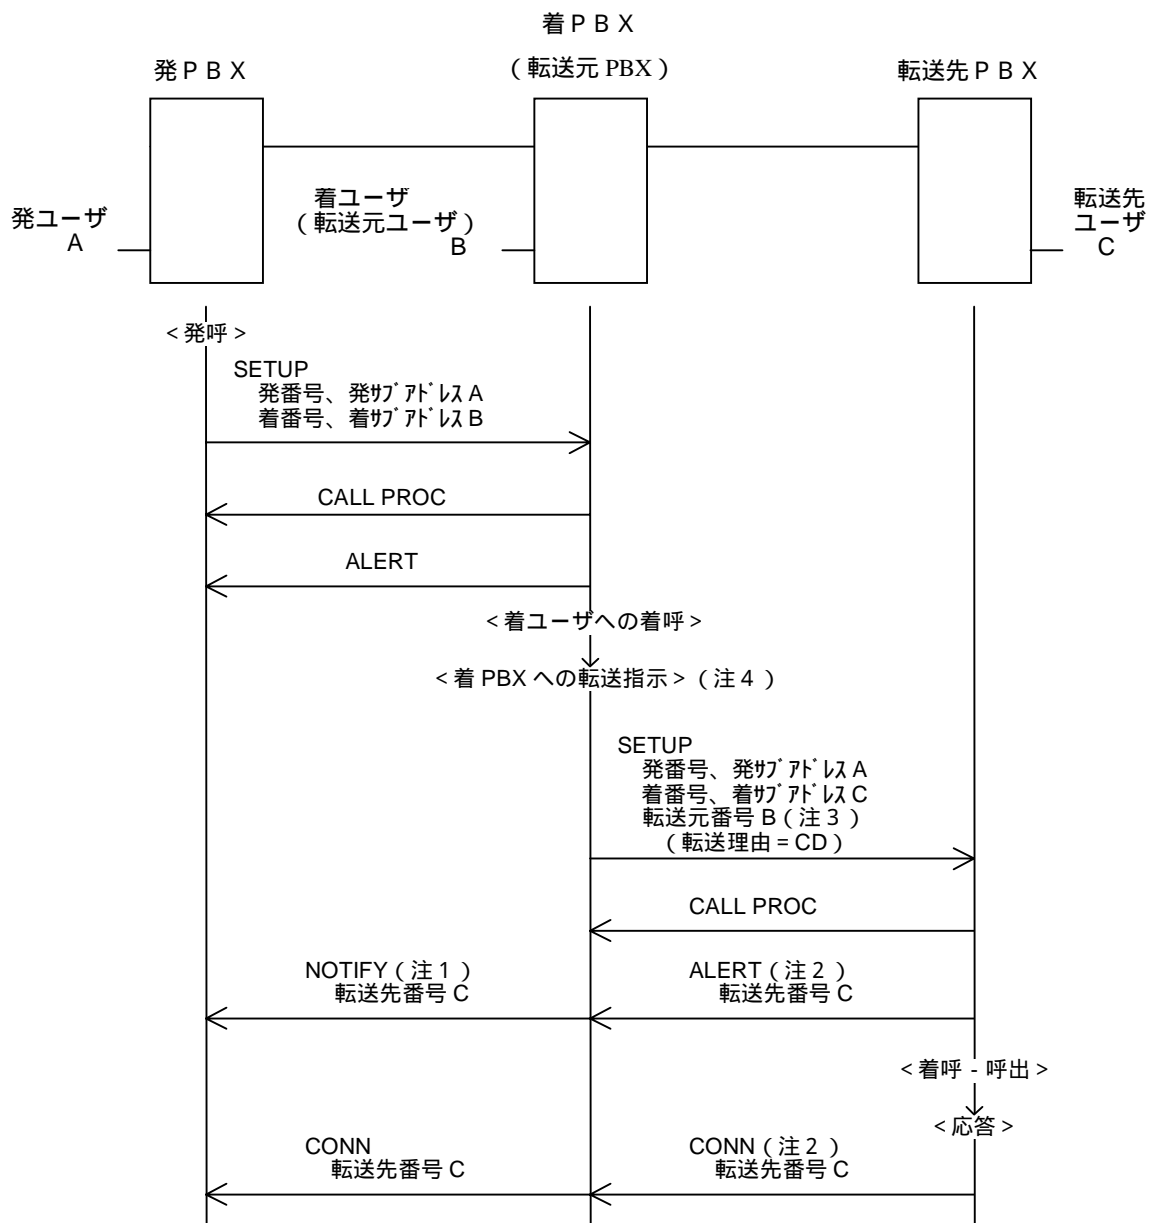 着ＰＢＸ
発ＰＢＸ
（転送元 PBX）
転送先ＰＢＸ
発ユーザ
A
着ユーザ
（転送元ユーザ）
B
転送先
ユーザ
C
＜発呼＞
SETUP
発番号、発ｻﾌﾞｱﾄﾞﾚｽ A
着番号、着ｻﾌﾞｱﾄﾞﾚｽ B
CALL PROC
ALERT
＜着ユーザへの着呼＞
＜着 PBX への転送指示＞（注４）
SETUP
発番号、発ｻﾌﾞｱﾄﾞﾚｽ A
着番号、着ｻﾌﾞｱﾄﾞﾚｽ C
転送元番号 B（注３）
（転送理由＝CD）
CALL PROC
NOTIFY（注１）
転送先番号 C
ALERT（注２）
転送先番号 C
＜着呼 - 呼出＞
＜応答＞
CONN
転送先番号 C
CONN（注２）
転送先番号 C